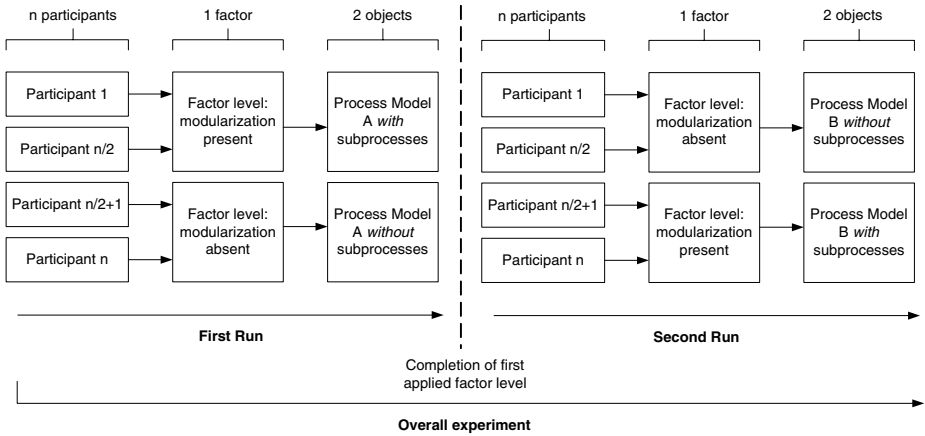 n participants
1 factor
2 objects
n participants
1 factor
2 objects
Participant 1
Participant n/2
Participant n/2+1
Participant n
Factor level:
modularization
present
Factor level:
modularization
absent
Process Model
A with
subprocesses
Process Model
A without
subprocesses
First Run
Participant 1
Participant n/2
Participant n/2+1
Participant n
Factor level:
modularization
absent
Factor level:
modularization
present
Process Model
B without
subprocesses
Process Model
B with
subprocesses
Second Run
Completion of first
applied factor level
Overall experiment